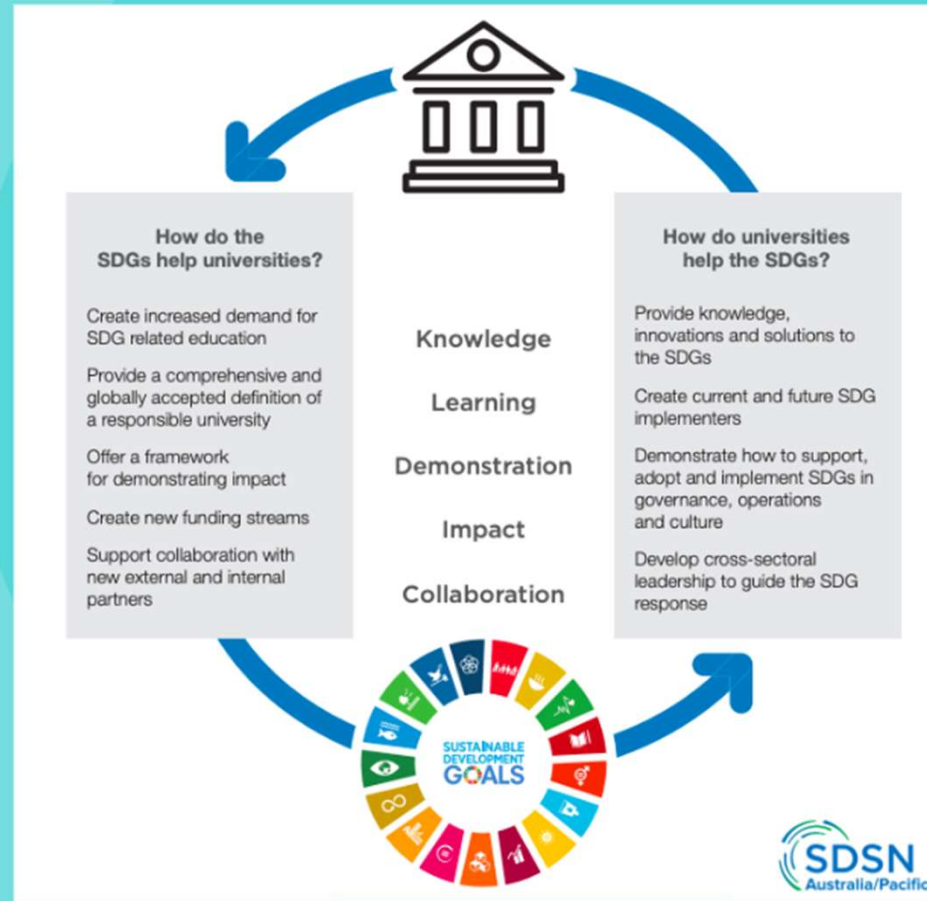 How do the
SDGs help universities?
Create increased demand for
SDG related education
Provide a comprehensive and
globally accepted definition of
a responsible university
Offer a framework
for demonstrating impact
Create new funding streams
Support collaboration with
new external and internal
partners
Knowledge
Learning
Demonstration
Impact
Collaboration
How do universities
help the SDGs?
Provide knowledge,
innovations and solutions to
the SDGs
Create current and future SDG
implementers
Demonstrate how to support,
adopt and implement SDGs in
governance, operations
and culture
Develop cross-sectoral
leadership to guide the SDG
response
SUSTAINABLE
DEVELOPMENT
GOALS
SDSN
Australia/Pacific